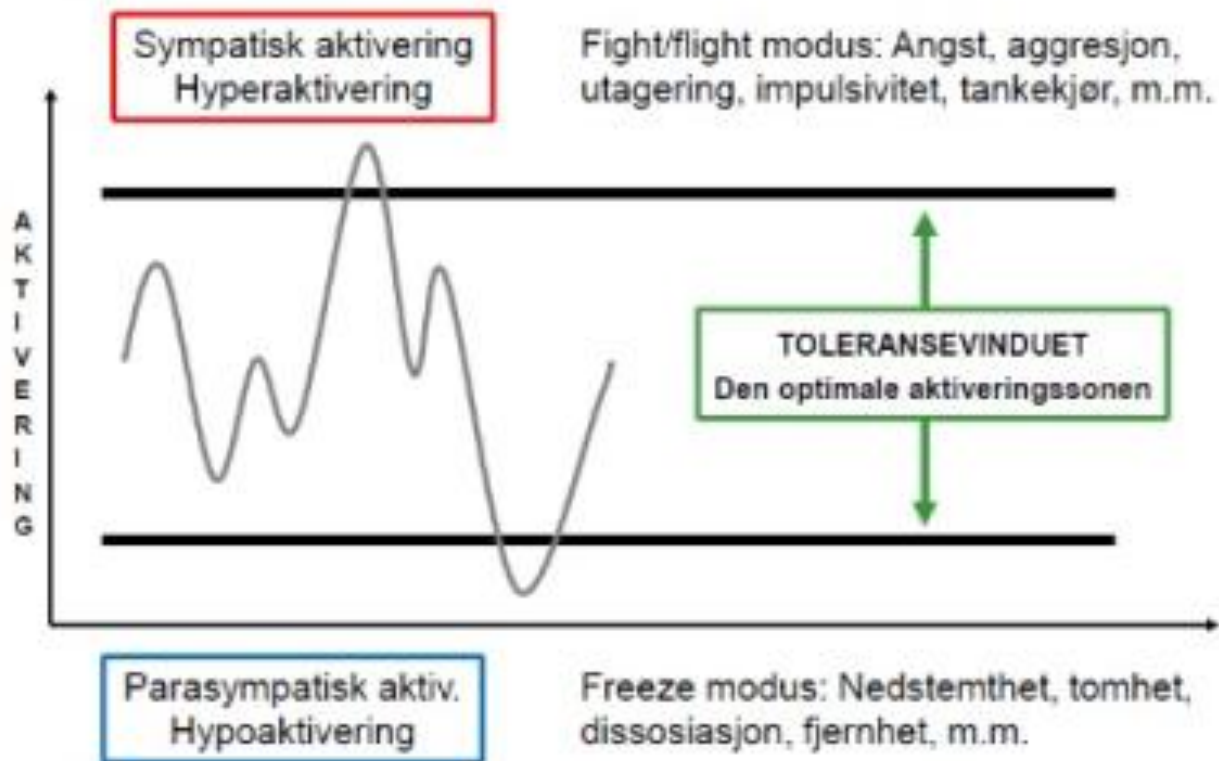 Sympatisk aktivering
Hyperaktivering
Fight/flight modus: Angst, aggresjon,
utagering, impulsivitet, tankekjør, m.m.
AKTIVERING
TOLERANSEVINDUET
Den optimale aktiveringssonen
Parasympatisk aktiv.
Hypoaktivering
Freeze modus: Nedstemthet, tomhet,
dissosiasjon, fjernhet, m.m.